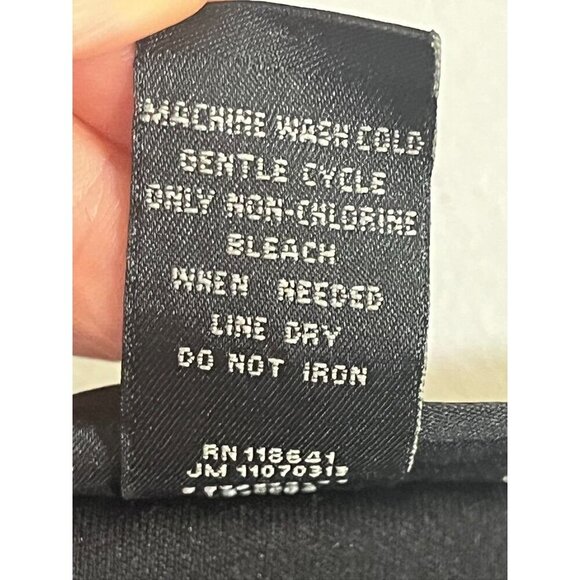 MACHINE WASH COLD
GENTLE CYCLE
ONLY NON-CHLORINE
BLEACH
WHEN NEEDED
LINE DRY
DO NOT IRON
RN 118641
JM 11070313